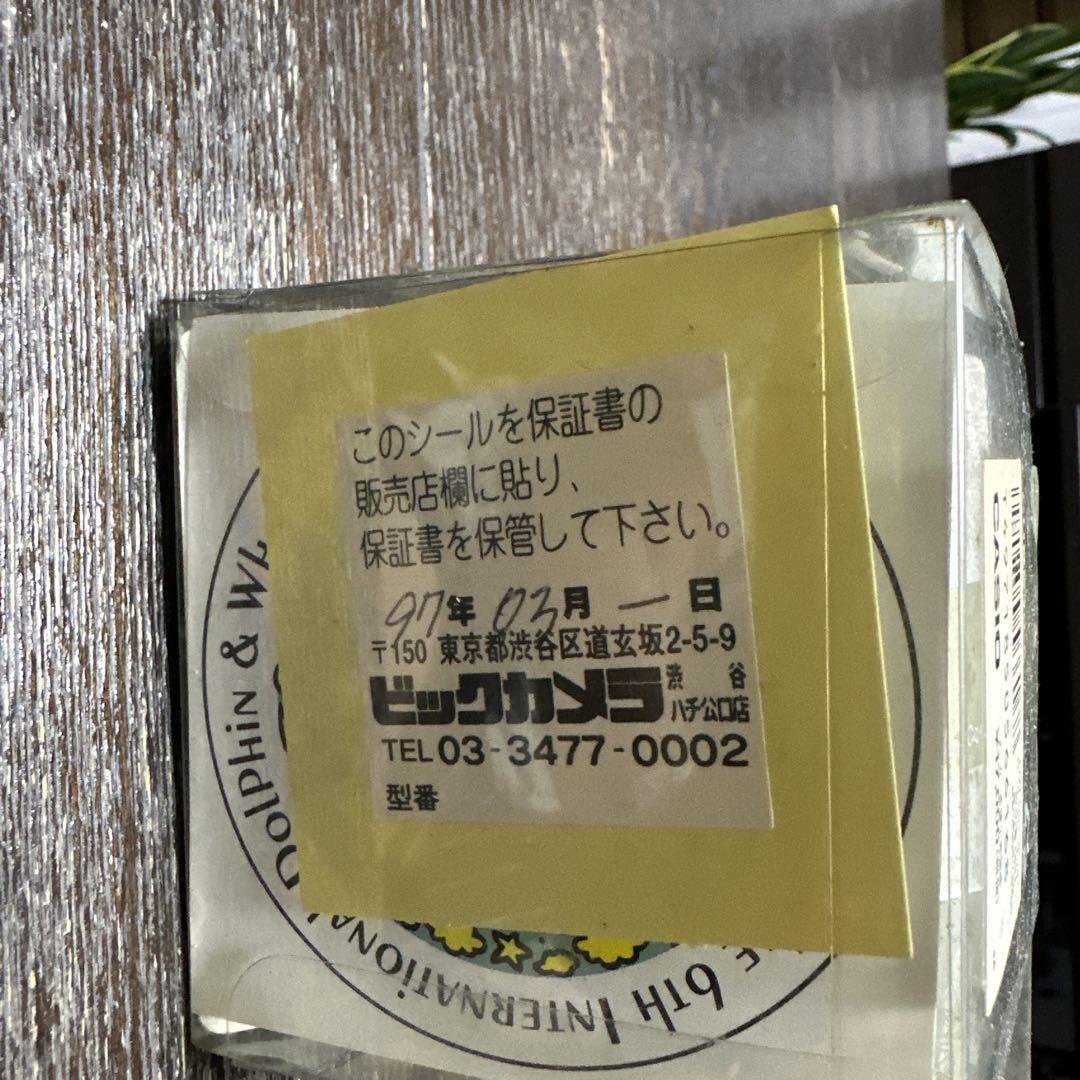 このシールを保証書の
販売店欄に貼り、
保証書を保管して下さい。
97年 03月 一 日
〒150 東京都渋谷区道玄坂2-5-9
ビックカメラ 渋谷
ハチ公口店
TEL 03-3477-0002
型番
Dolphin & Wh
6th International
CASIO